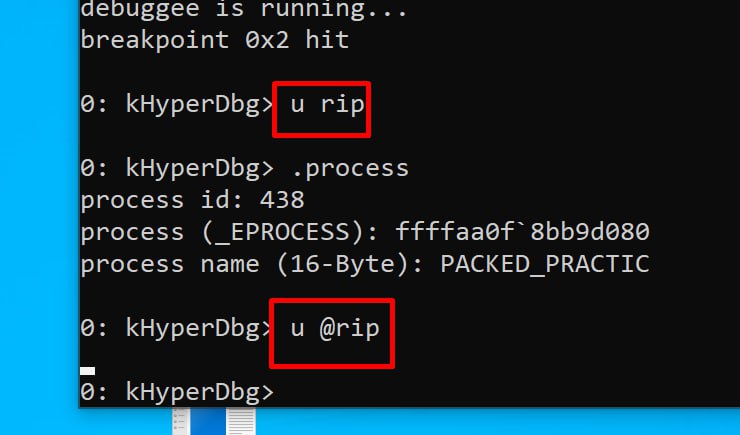 debuggee is running...
breakpoint 0x2 hit
0: kHyperDbg> u rip
0: kHyperDbg> .process
process id: 438
process (_EPROCESS): ffffaa0f`8bb9d080
process name (16-Byte): PACKED_PRACTIC
0: kHyperDbg> u @rip
0: kHyperDbg>